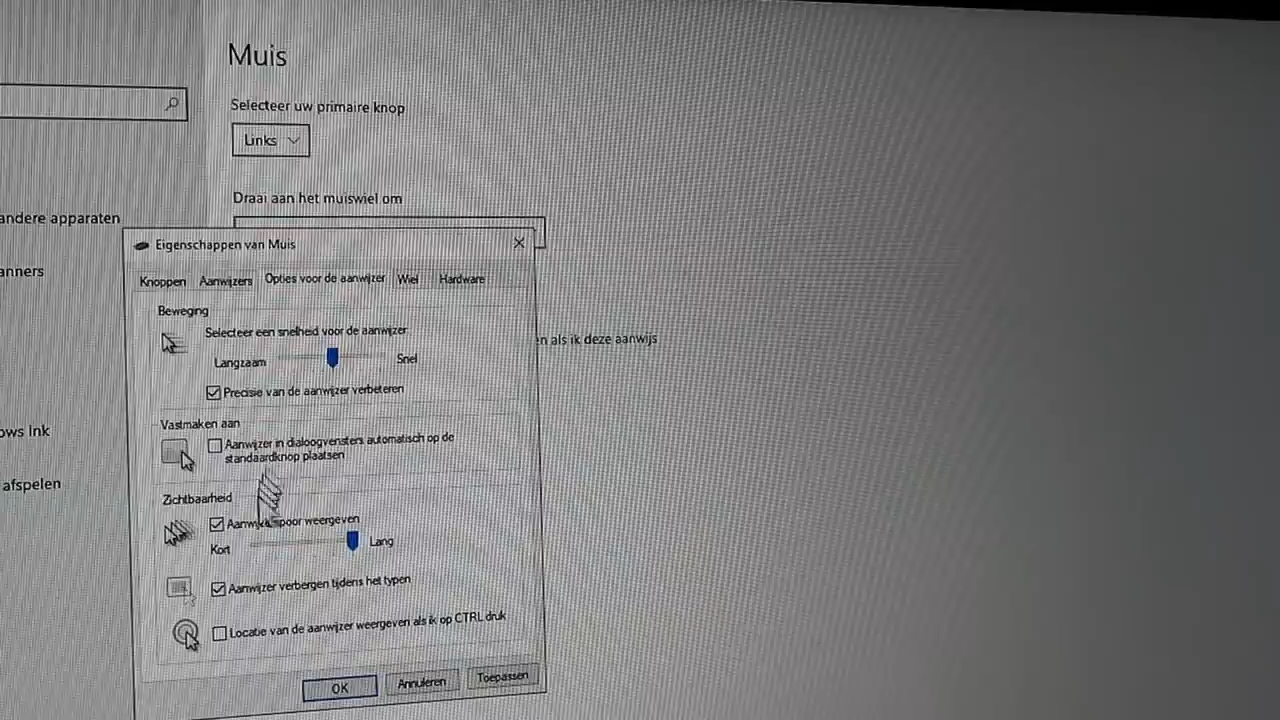 Muis
Selecteer uw primaire knop
Links
Draai aan het muiswiel om
andere apparaten
anners
ows Ink
afspelen
en als ik deze aanwijs
Eigenschappen van Muis
Knoppen Aanwijzers Opties voor de aanwijzer Wiel Hardware
Beweging
Selecteer een snelheid voor de aanwijzer
Langzaam Snel
Precisie van de aanwijzer verbeteren
Vastmaken aan
Aanwijzer in dialoogvensters automatisch op de
standaardknop plaatsen
Zichtbaarheid
Aanwijzerspoor weergeven
Kort Lang
Aanwijzer verbergen tijdens het typen
Locatie van de aanwijzer weergeven als ik op CTRL druk
OK Annuleren Toepassen